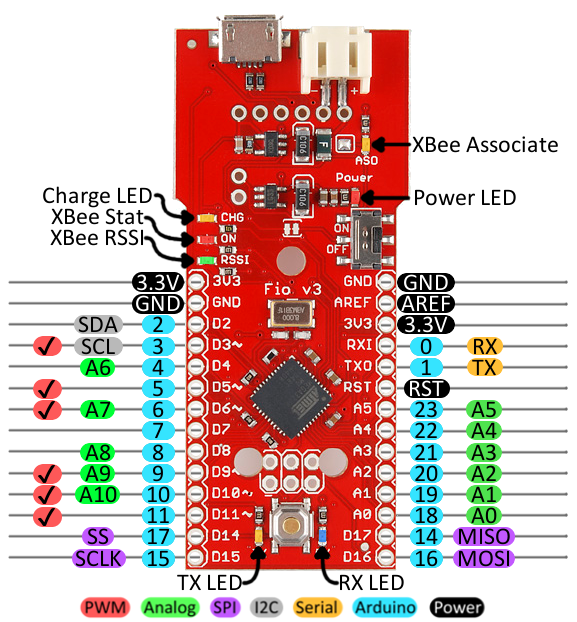 - +
XBee Associate
ASO
Power
Charge LED
XBee Stat
XBee RSSI
Power LED
CHG
ON
RSSI
ON
OFF
Fio v3
3.3V 3V3 GND GND
GND GND AREF AREF
SDA 2 D2 3V3 3.3V
✓ SCL 3 D3~ RXI 0 RX
A6 4 D4 TXO 1 TX
✓ 5 D5~ RST RST
✓ A7 6 D6~ A5 23 A5
7 D7 A4 22 A4
A8 8 D8 A3 21 A3
✓ A9 9 D9~ A2 20 A2
✓ A10 10 D10~ A1 19 A1
✓ 11 D11~ A0 18 A0
SS 17 D14 D17 14 MISO
SCLK 15 D15 D16 16 MOSI
TX LED RX LED
PWM Analog SPI I2C Serial Arduino Power